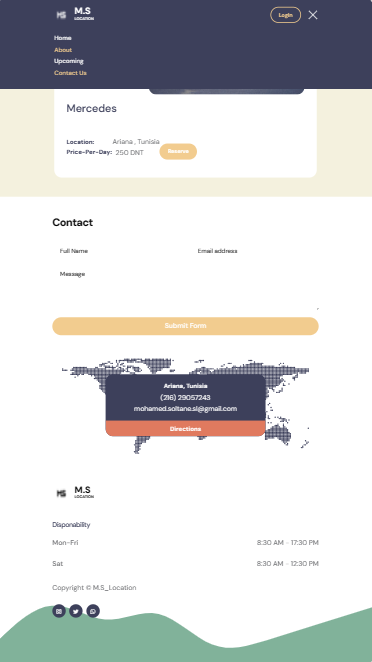 M.S
LOCATION
Login
Home
About
Upcoming
Contact Us
Mercedes
Location: Ariana , Tunisia
Price-Per-Day: 250 DNT
Reserve
Contact
Full Name Email address
Message
Submit Form
Ariana, Tunisia
(216) 29057243
mohamed.soltane.sl@gmail.com
Directions
M.S
LOCATION
Disponability
Mon-Fri 8:30 AM - 17:30 PM
Sat 8:30 AM - 12:30 PM
Copyright © M.S_Location